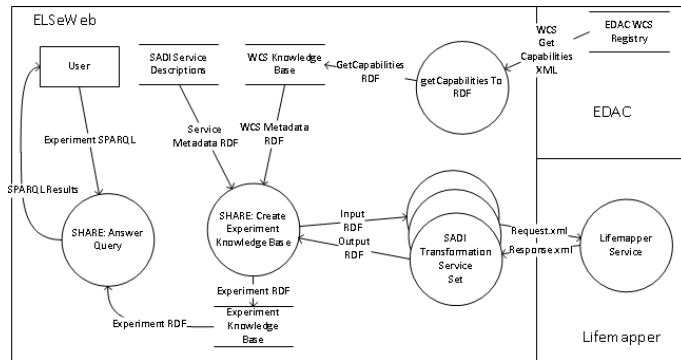 ELSeWeb
User
SADI Service
Descriptions
WCS Knowledge
Base
GetCapabilities
RDF
getCapabilities To
RDF
WCS
Get
Capabilities
XML
EDAC WCS
Registry
EDAC
Experiment SPARQL
Service
Metadata RDF
WCS Metadata
RDF
SPARQL Results
SHARE: Answer
Query
SHARE: Create
Experiment
Knowledge Base
Input
RDF
Output
RDF
SADI
Transformation
Service
Set
Request.xml
Response.xml
Lifemapper
Service
Experiment RDF
Experiment RDF
Experiment
Knowledge
Base
Lifemapper